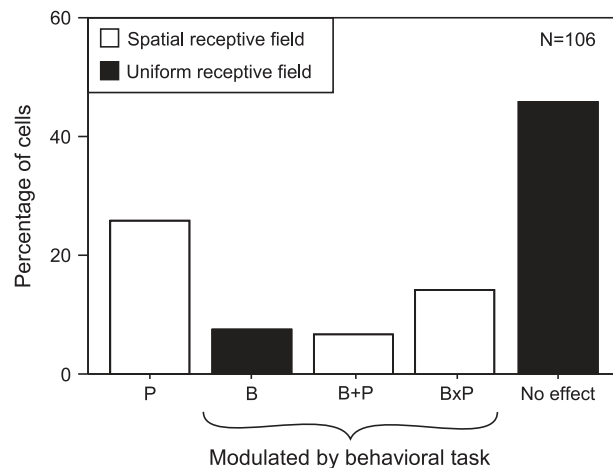 60
Spatial receptive field
N=106
Uniform receptive field
Percentage of cells
40
20
0
P B B+P BxP No effect
Modulated by behavioral task